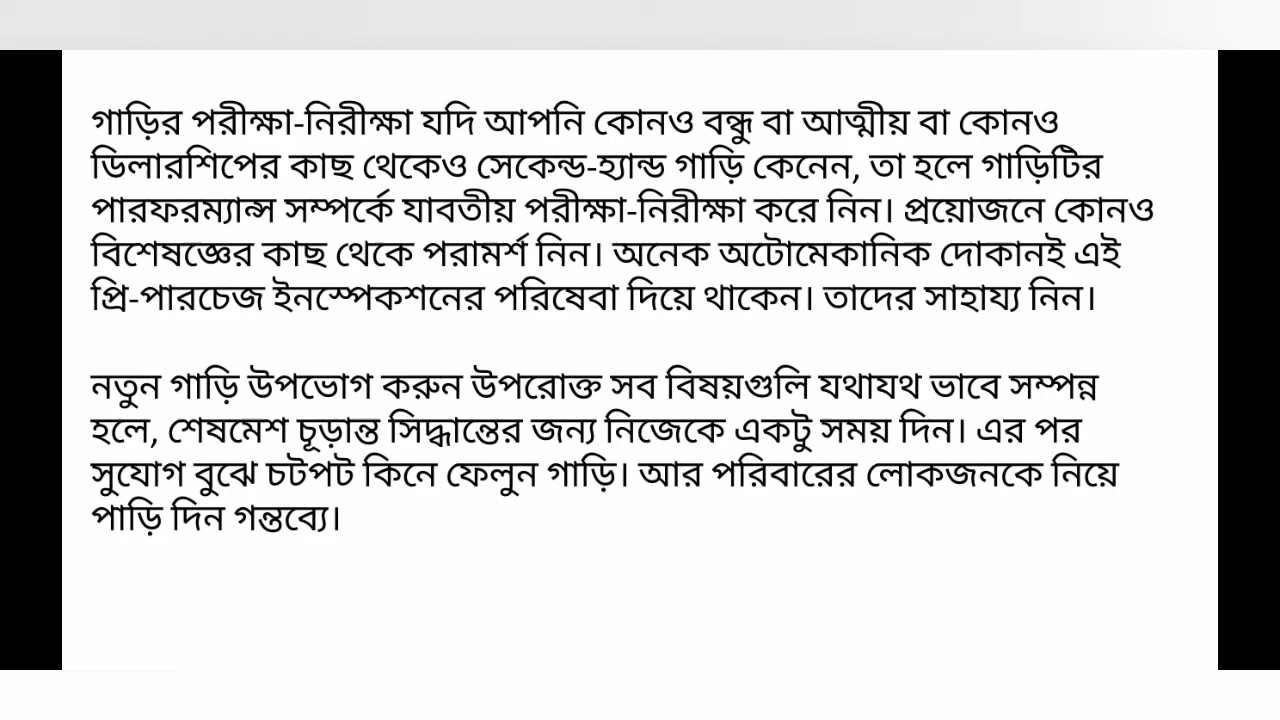 গাড়ির পরীক্ষা-নিরীক্ষা যদি আপনি কোনও বন্ধু বা আত্মীয় বা কোনও
ডিলারশিপের কাছ থেকেও সেকেন্ড-হ্যান্ড গাড়ি কেনেন, তা হলে গাড়িটির
পারফরম্যান্স সম্পর্কে যাবতীয় পরীক্ষা-নিরীক্ষা করে নিন। প্রয়োজনে কোনও
বিশেষজ্ঞের কাছ থেকে পরামর্শ নিন। অনেক অটোমেকানিক দোকানই এই
প্রি-পারচেজ ইনস্পেকশনের পরিষেবা দিয়ে থাকেন। তাদের সাহায্য নিন।
নতুন গাড়ি উপভোগ করুন উপরোক্ত সব বিষয়গুলি যথাযথ ভাবে সম্পন্ন
হলে, শেষমেশ চূড়ান্ত সিদ্ধান্তের জন্য নিজেকে একটু সময় দিন। এর পর
সুযোগ বুঝে চটপট কিনে ফেলুন গাড়ি। আর পরিবারের লোকজনকে নিয়ে
পাড়ি দিন গন্তব্যে।